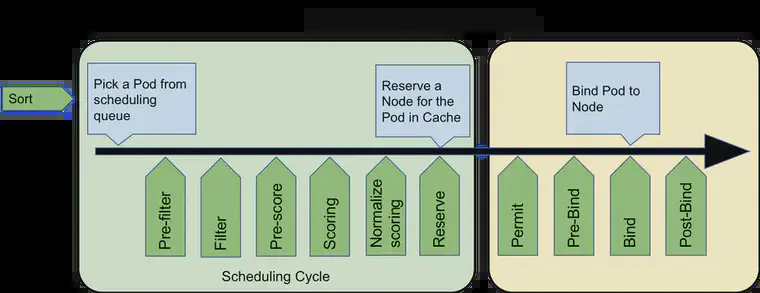 Sort
Pick a Pod from
scheduling
queue
Reserve a
Node for the
Pod in Cache
Bind Pod to
Node
Pre-filter
Filter
Pre-score
Scoring
Normalize
scoring
Reserve
Permit
Pre-Bind
Bind
Post-Bind
Scheduling Cycle